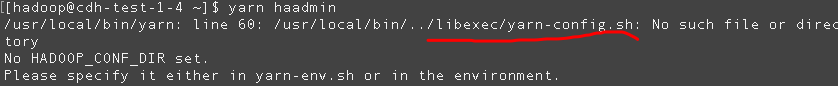 [[hadoop@cdh-test-1-4 ~]$ yarn haadmin
/usr/local/bin/yarn: line 60: /usr/local/bin/../libexec/yarn-config.sh: No such file or direc
tory
No HADOOP_CONF_DIR set.
Please specify it either in yarn-env.sh or in the environment.